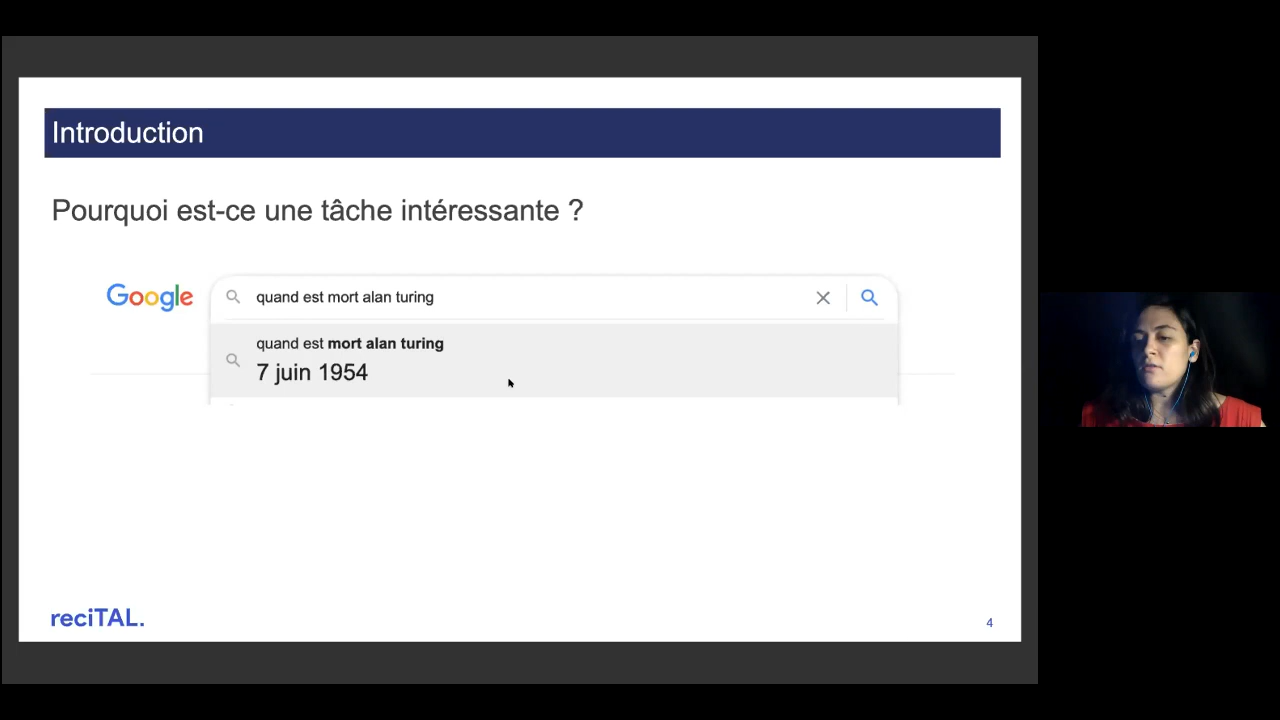 Introduction
Pourquoi est-ce une tâche intéressante ?
Google
quand est mort alan turing
quand est mort alan turing
7 juin 1954
reciTAL.
4